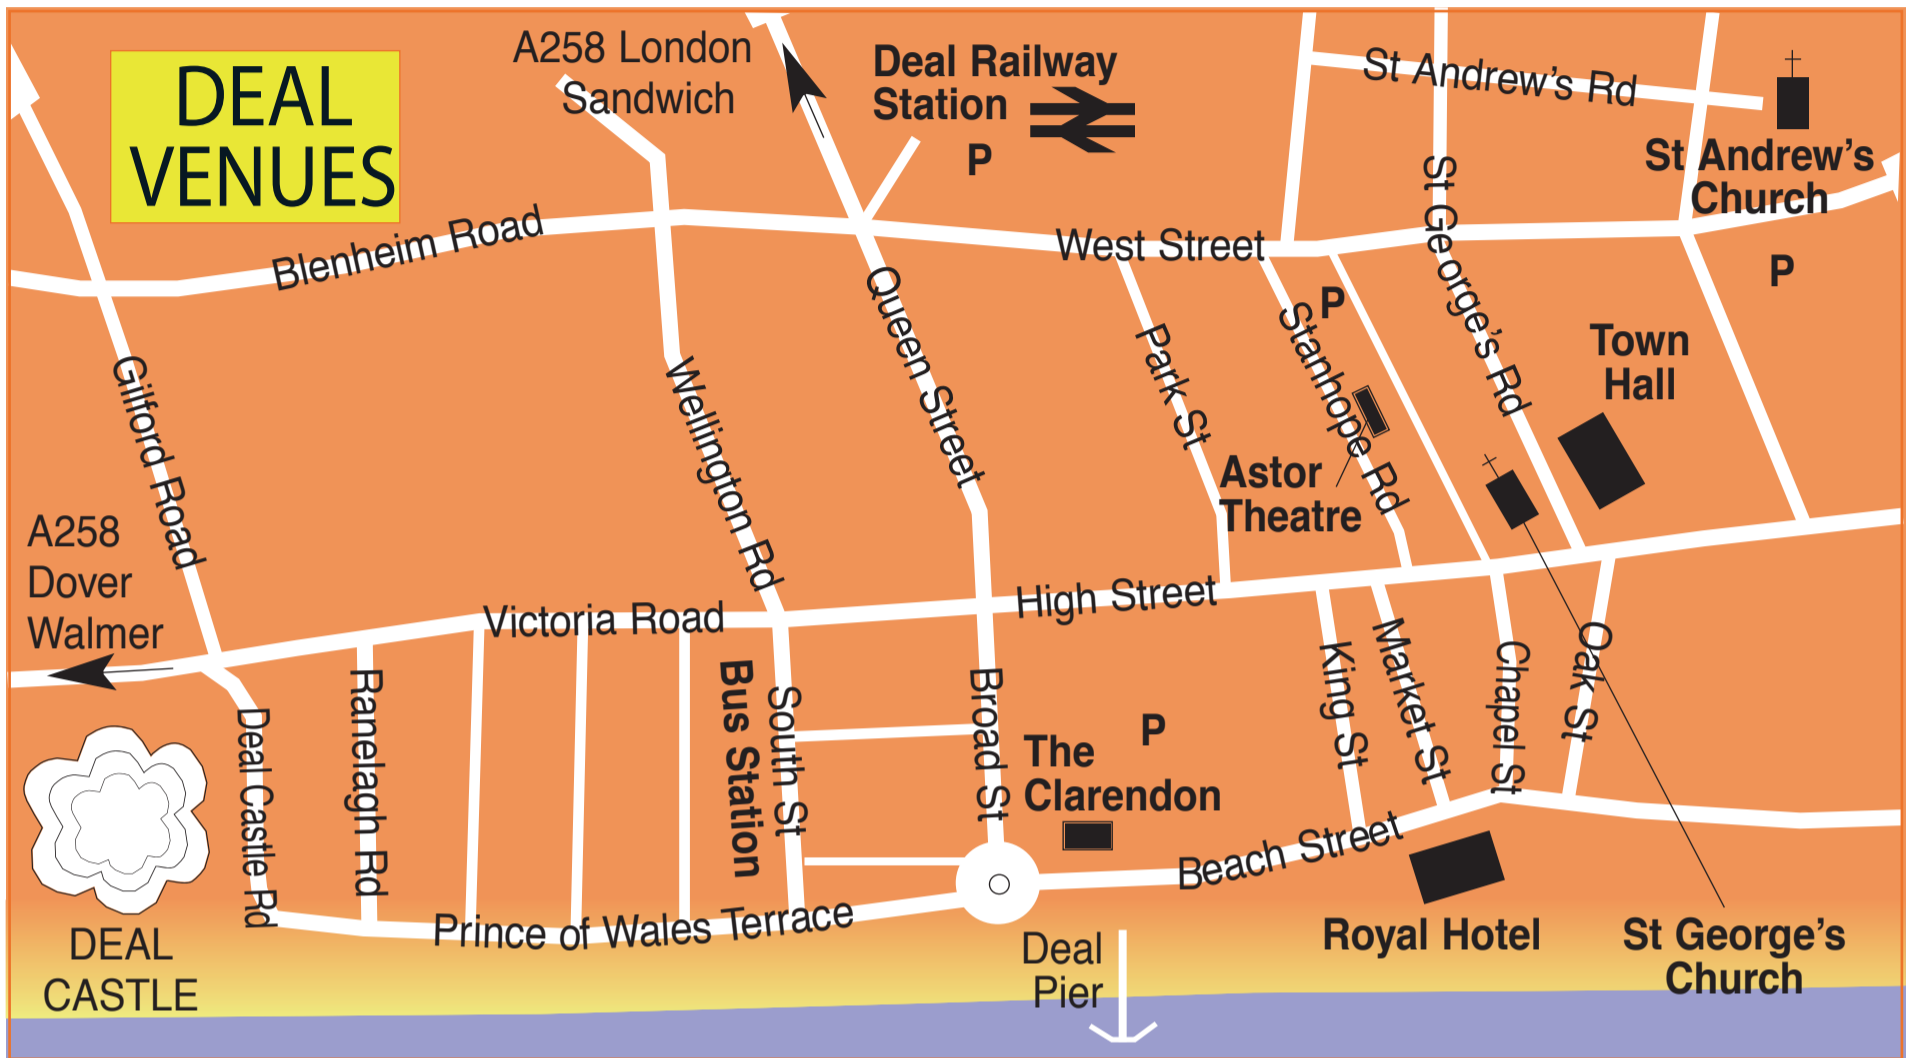 DEAL
VENUES
A258 London
Sandwich
Deal Railway
Station
P
St Andrew's Rd
St Andrew's
Church
P
Blenheim Road
West Street
St George's Rd
Queen Street
Park St
Stanhope Rd
P
Town
Hall
Gilford Road
Wellington Rd
Astor
Theatre
A258
Dover
Walmer
Victoria Road
High Street
Ranelagh Rd
Deal Castle Rd
Bus Station
South St
Broad St
The
Clarendon
P
King St
Market St
Chapel St
Oak St
Beach Street
Prince of Wales Terrace
Royal Hotel
St George's
Church
DEAL
CASTLE
Deal
Pier